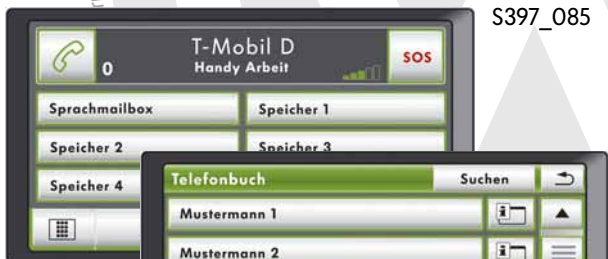 S397_085
T-Mobil D
0 Handy Arbeit SOS
Sprachmailbox Speicher 1
Speicher 2 Speicher 3
Speicher 4
Telefonbuch Suchen
Mustermann 1
Mustermann 2